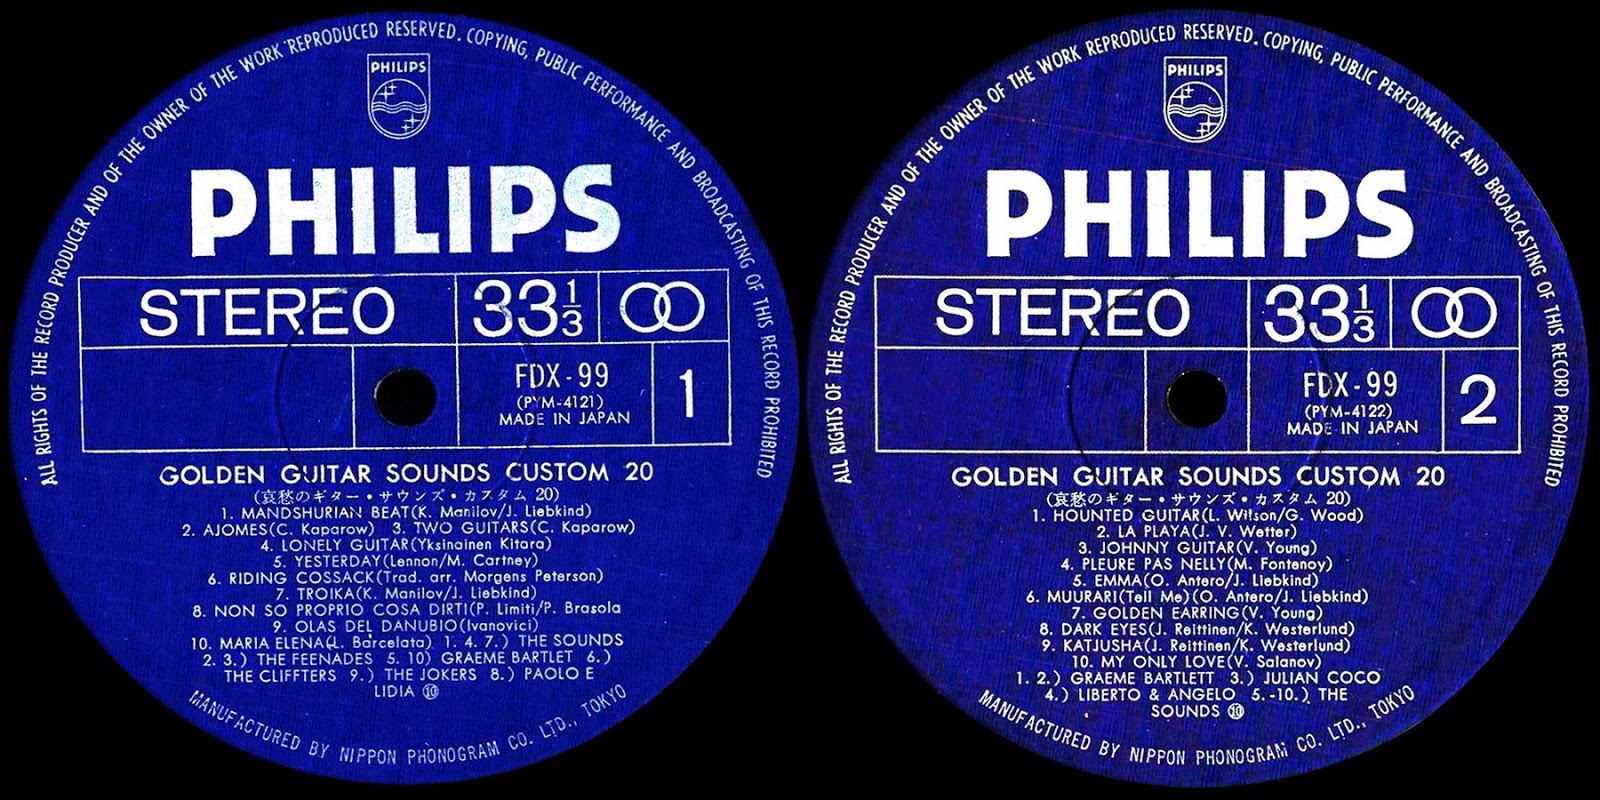 ALL RIGHTS OF THE RECORD PRODUCER AND OF THE OWNER OF THE WORK REPRODUCED RESERVED. COPYING, PUBLIC PERFORMANCE AND BROADCASTING OF THIS RECORD PROHIBITED
PHILIPS
PHILIPS
STEREO 33 1/3
FDX-99
(PYM-4121)
MADE IN JAPAN
1
GOLDEN GUITAR SOUNDS CUSTOM 20
(哀愁のギター・サウンズ・カスタム 20)
1. MANDSHURIAN BEAT(K. Manilov/J. Liebkind)
2. AJOMES(C. Kaparow) 3. TWO GUITARS(C. Kaparow)
4. LONELY GUITAR(Yksinainen Kitara)
5. YESTERDAY(Lennon/M. Cartney)
6. RIDING COSSACK(Trad. arr. Morgens Peterson)
7. TROIKA(K. Manilov/J. Liebkind)
8. NON SO PROPRIO COSA DIRTI(P. Limiti/P. Brasola
9. OLAS DEL DANUBIO(Ivanovici)
10. MARIA ELENA(L. Barcelata) 1. 4. 7.) THE SOUNDS
2. 3.) THE FEENADES 5. 10) GRAEME BARTLET 6.)
THE CLIFFTERS 9.) THE JOKERS 8.) PAOLO E
LIDIA ⑩
MANUFACTURED BY NIPPON PHONOGRAM CO. LTD., TOKYO
ALL RIGHTS OF THE RECORD PRODUCER AND OF THE OWNER OF THE WORK REPRODUCED RESERVED. COPYING, PUBLIC PERFORMANCE AND BROADCASTING OF THIS RECORD PROHIBITED
PHILIPS
PHILIPS
STEREO 33 1/3
FDX-99
(PYM-4122)
MADE IN JAPAN
2
GOLDEN GUITAR SOUNDS CUSTOM 20
(哀愁のギター・サウンズ・カスタム 20)
1. HOUNTED GUITAR(L. Wilson/G. Wood)
2. LA PLAYA(J. V. Wetter)
3. JOHNNY GUITAR(V. Young)
4. PLEURE PAS NELLY(M. Fontenoy)
5. EMMA(O. Antero/J. Liebkind)
6. MUURARI(Tell Me)(O. Antero/J. Liebkind)
7. GOLDEN EARRING(V. Young)
8. DARK EYES(J. Reittinen/K. Westerlund)
9. KATJUSHA(J. Reittinen/K. Westerlund)
10. MY ONLY LOVE(V. Salanov)
1. 2.) GRAEME BARTLETT 3.) JULIAN COCO
4.) LIBERTO & ANGELO 5.-10.) THE
SOUNDS ⑩
MANUFACTURED BY NIPPON PHONOGRAM CO. LTD., TOKYO